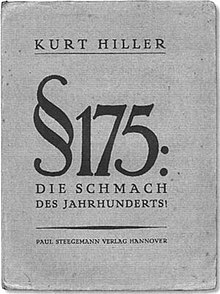 KURT HILLER
§175:
DIE SCHMACH
DES JAHRHUNDERTS!
PAUL STEEGEMANN VERLAG HANNOVER